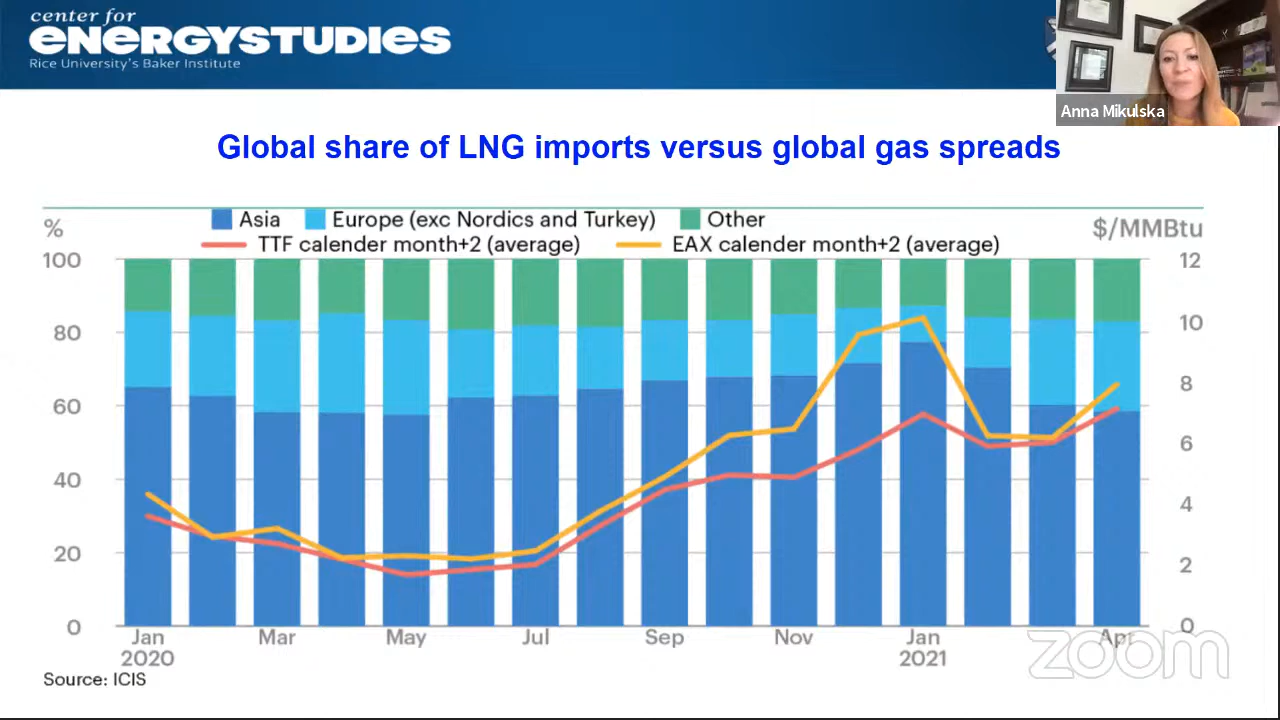 center for
ENERGYSTUDIES
Rice University's Baker Institute
Anna Mikulska
Global share of LNG imports versus global gas spreads
% Asia Europe (exc Nordics and Turkey) Other $/MMBtu
TTF calender month+2 (average) EAX calender month+2 (average)
100 12
80 10
60 8
40 6
20 4
0 2
0
Jan Mar May Jul Sep Nov Jan Apr
2020 2021
zoom
Source: ICIS